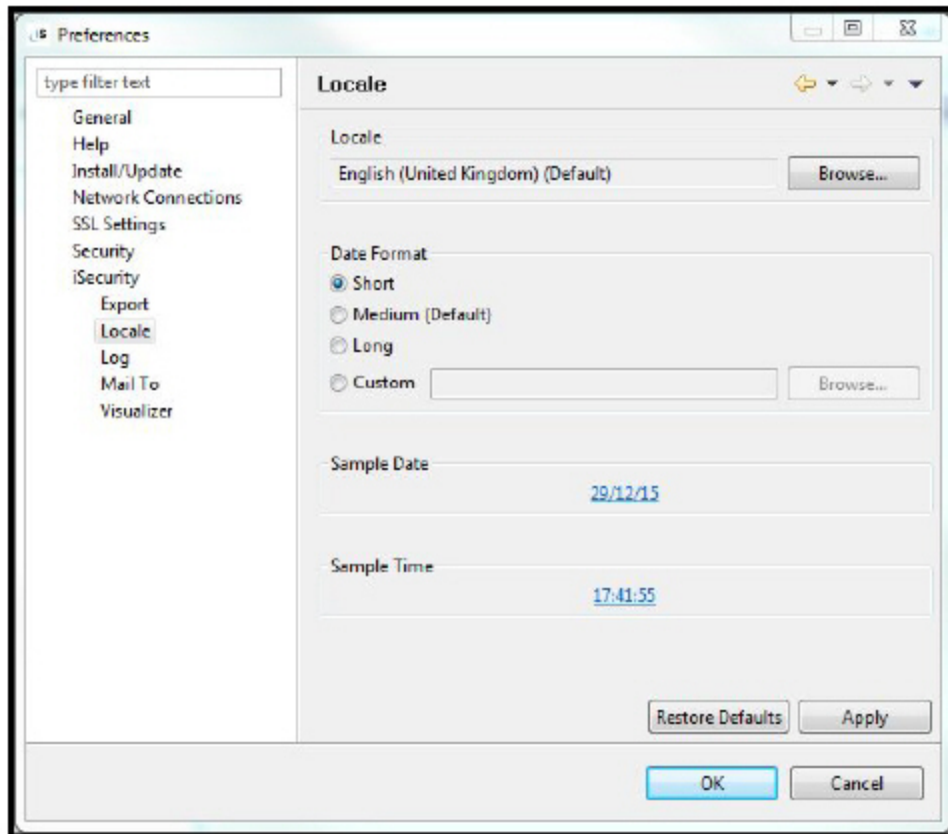 Preferences
type filter text
General
Help
Install/Update
Network Connections
SSL Settings
Security
iSecurity
Export
Locale
Log
Mail To
Visualizer
Locale
Locale
English (United Kingdom) (Default)
Browse...
Date Format
Short
Medium (Default)
Long
Custom
Browse...
Sample Date
29/12/15
Sample Time
17:41:55
Restore Defaults
Apply
OK
Cancel